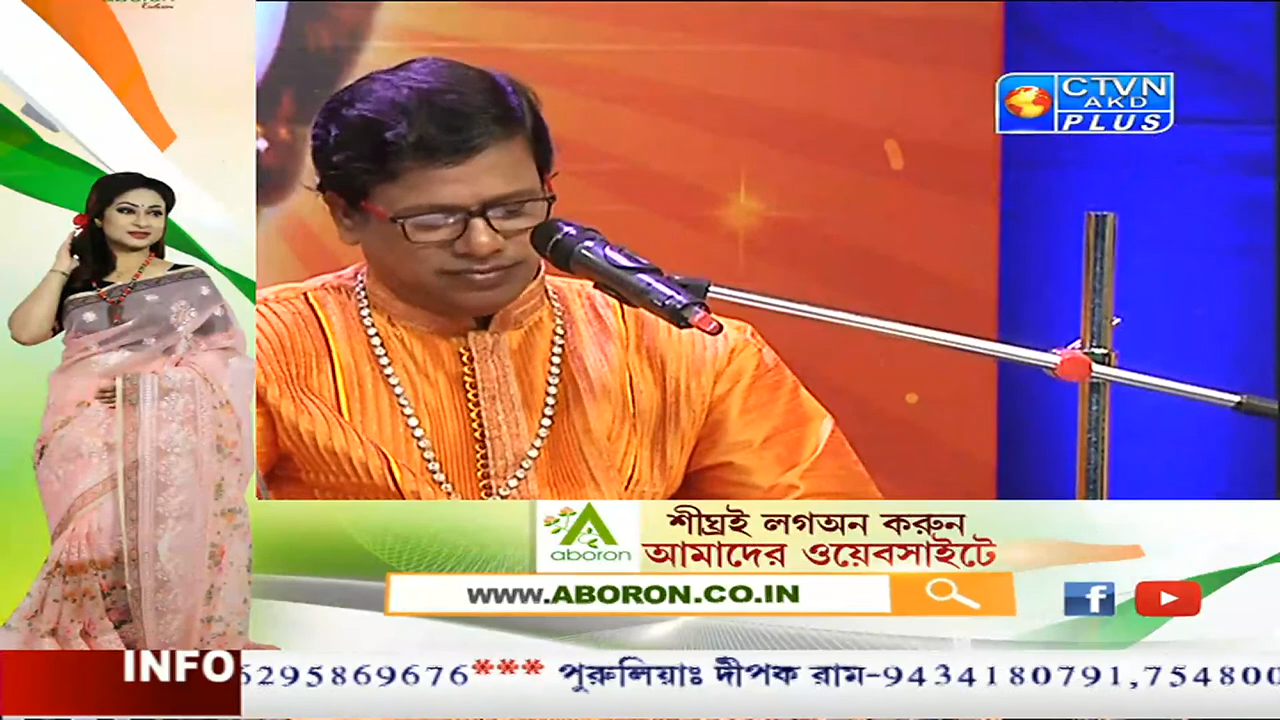 CTVN
AKD
PLUS
aboron
শীঘ্রই লগঅন করুন
আমাদের ওয়েবসাইটে
www.ABORON.CO.IN
INFO
5295869676*** পুরুলিয়াঃ দীপক রাম-9434180791,754800